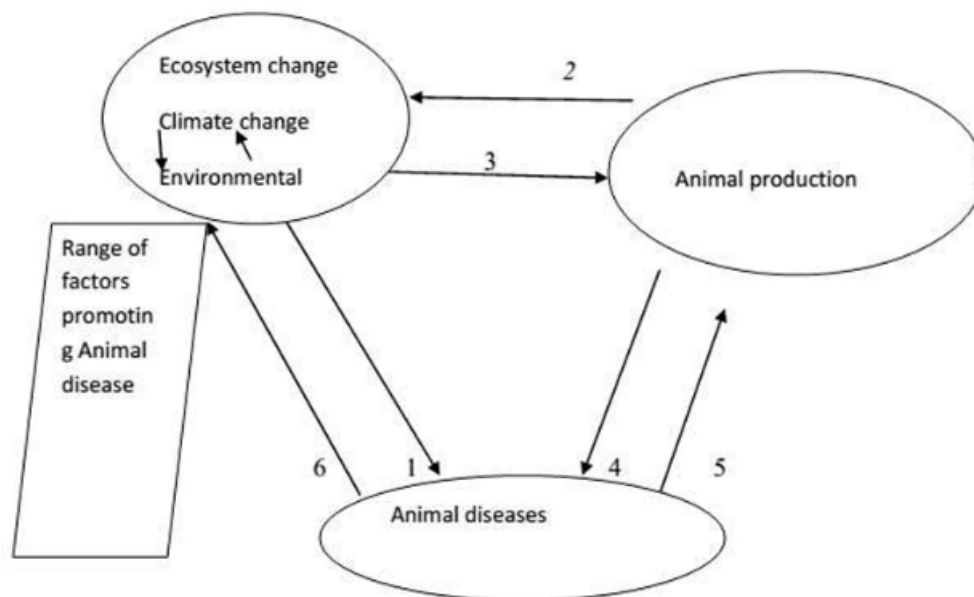 Ecosystem change
2
Climate change
Environmental
3
Animal production
Range of
factors
promotin
g Animal
disease
6
1
4
5
Animal diseases